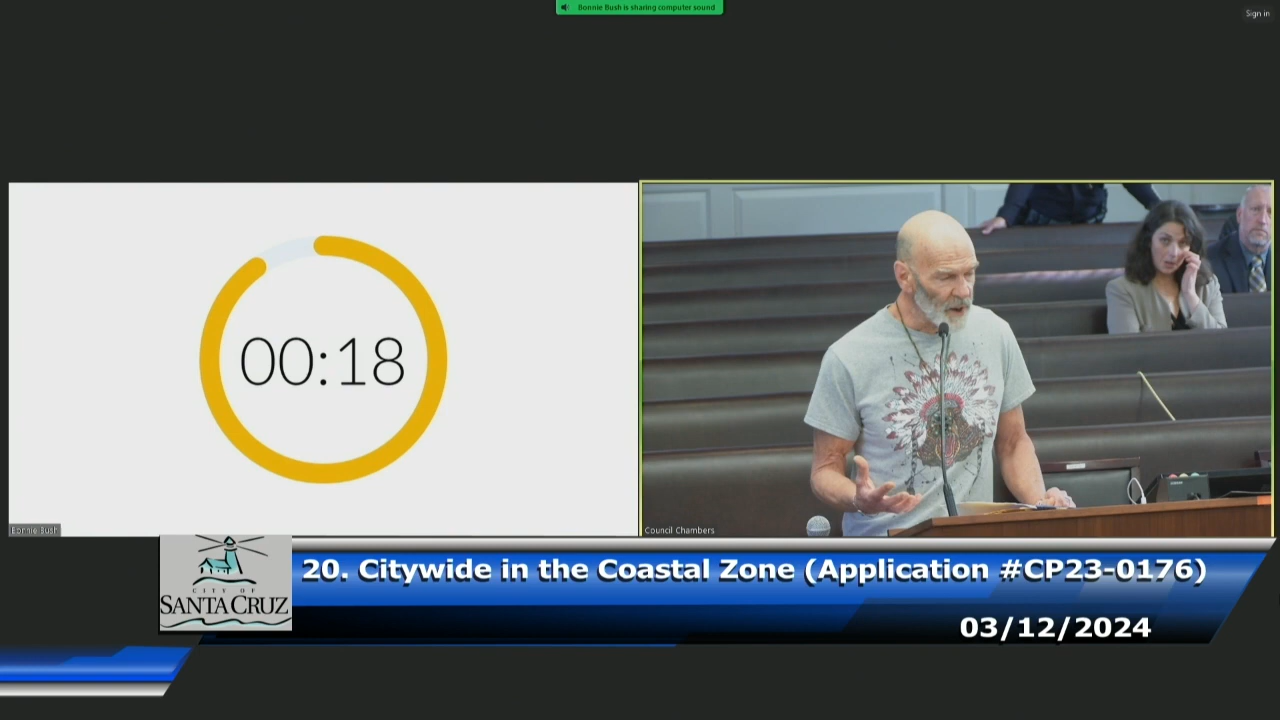 Bonnie Bush is sharing computer sound
Sign in
00:18
Bonnie Bush
Council Chambers
CITY OF
SANTA CRUZ
20. Citywide in the Coastal Zone (Application #CP23-0176)
03/12/2024